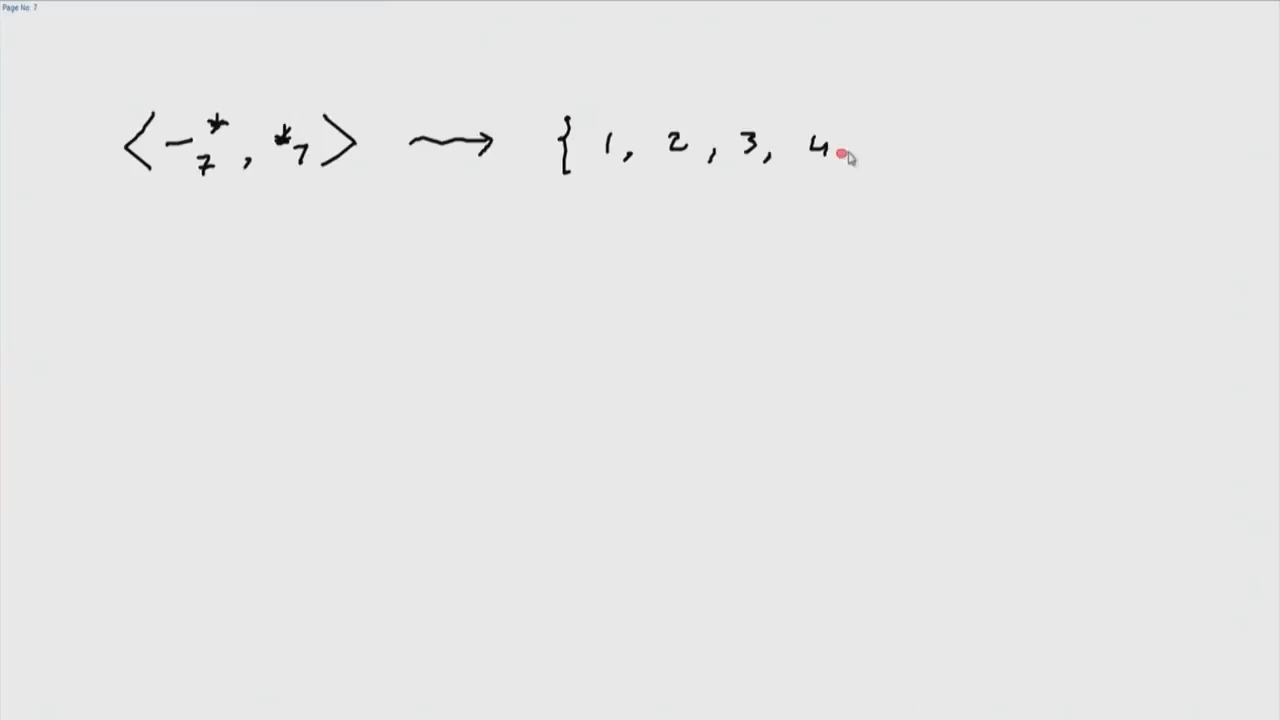 Page No: 7
< —*₇ , *₇ > ⇝ { 1, 2, 3, 4